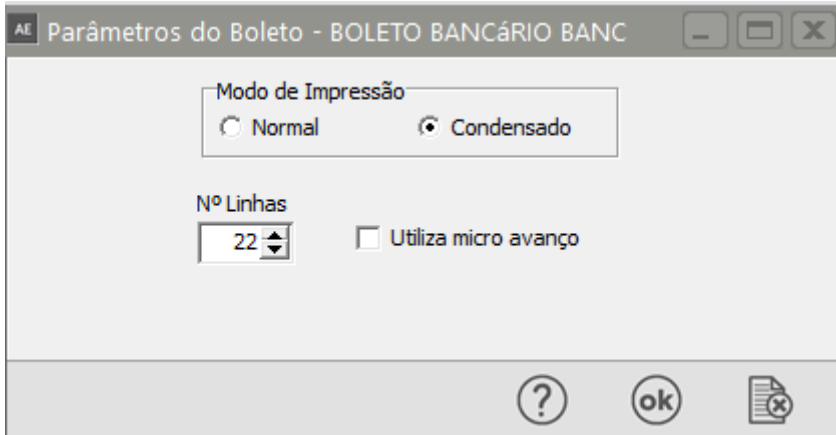 AE Parâmetros do Boleto - BOLETO BANCáRIO BANC
Modo de Impressão
Normal Condensado
Nº Linhas
22 Utiliza micro avanço
? ok